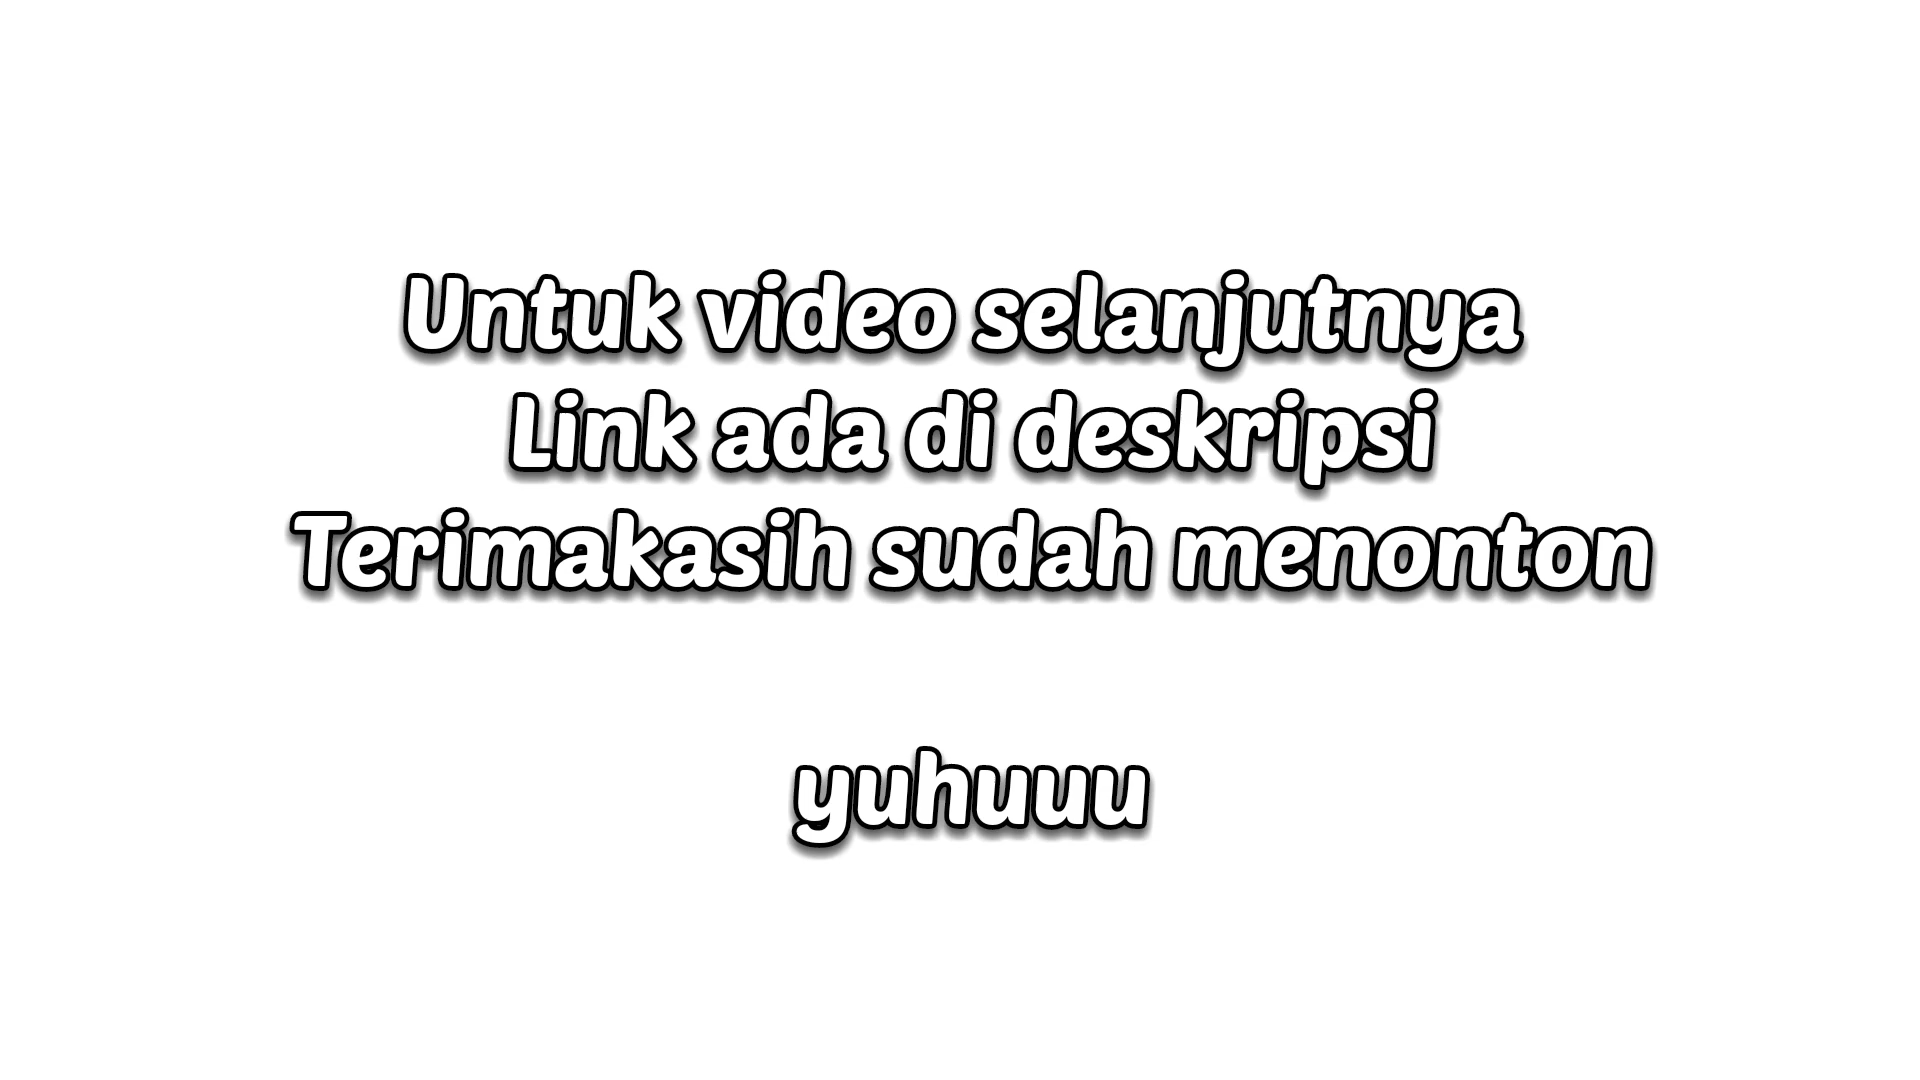 Untuk video selanjutnya
Link ada di deskripsi
Terimakasih sudah menonton
yuhuuu